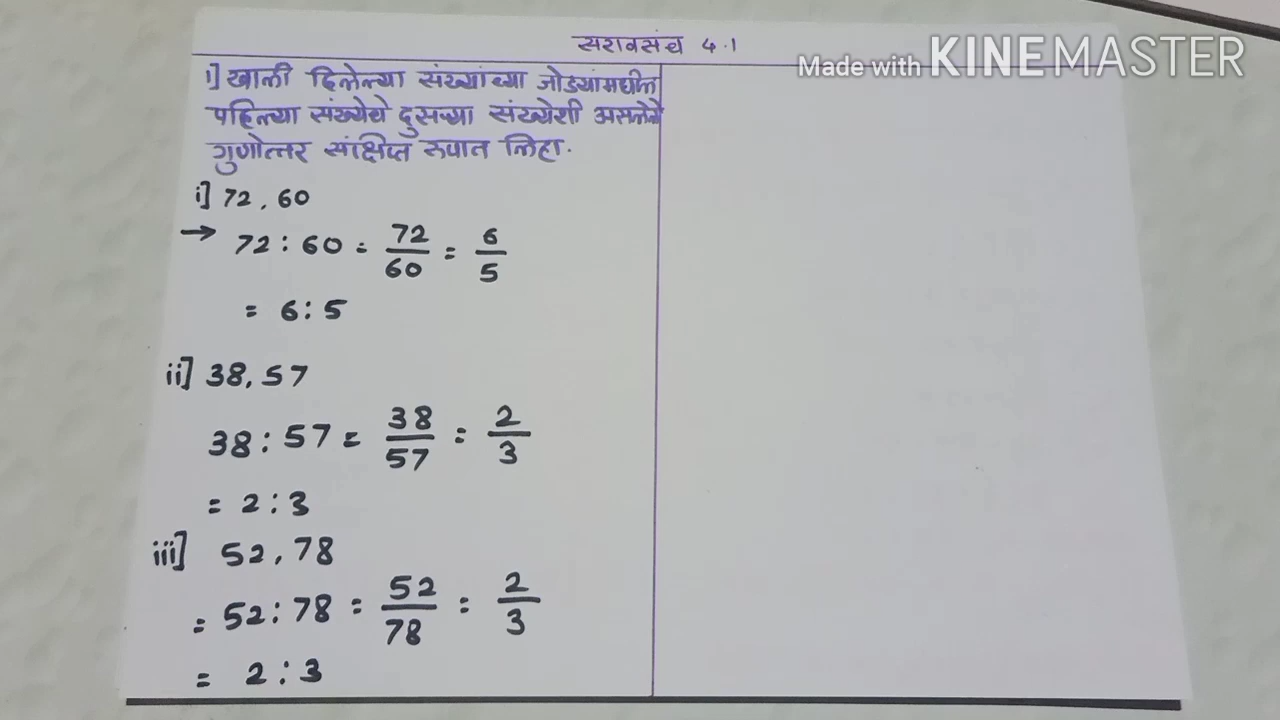 सरावसंच 4.1
Made with KINEMASTER
1] खाली दिलेल्या संख्यांच्या जोड्यांमधील
पहिल्या संख्येचे दुसऱ्या संख्येशी असलेले
गुणोत्तर संक्षिप्त रुपात लिहा.
i] 72, 60
→ 72 : 60 = 72/60 = 6/5
= 6 : 5
ii] 38, 57
38 : 57 = 38/57 = 2/3
= 2 : 3
iii] 52, 78
= 52 : 78 = 52/78 = 2/3
= 2 : 3